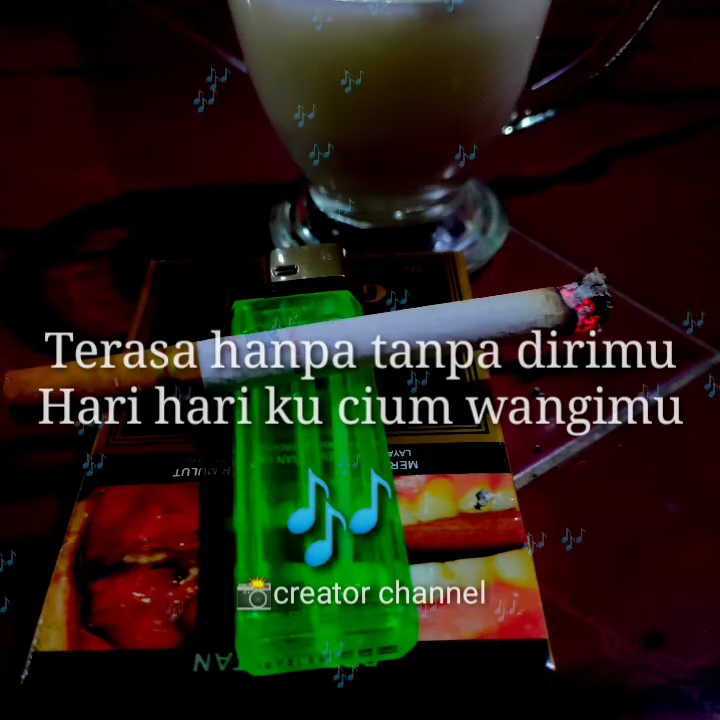 Terasa hanpa tanpa dirimu
Hari hari ku cium wangimu
creator channel